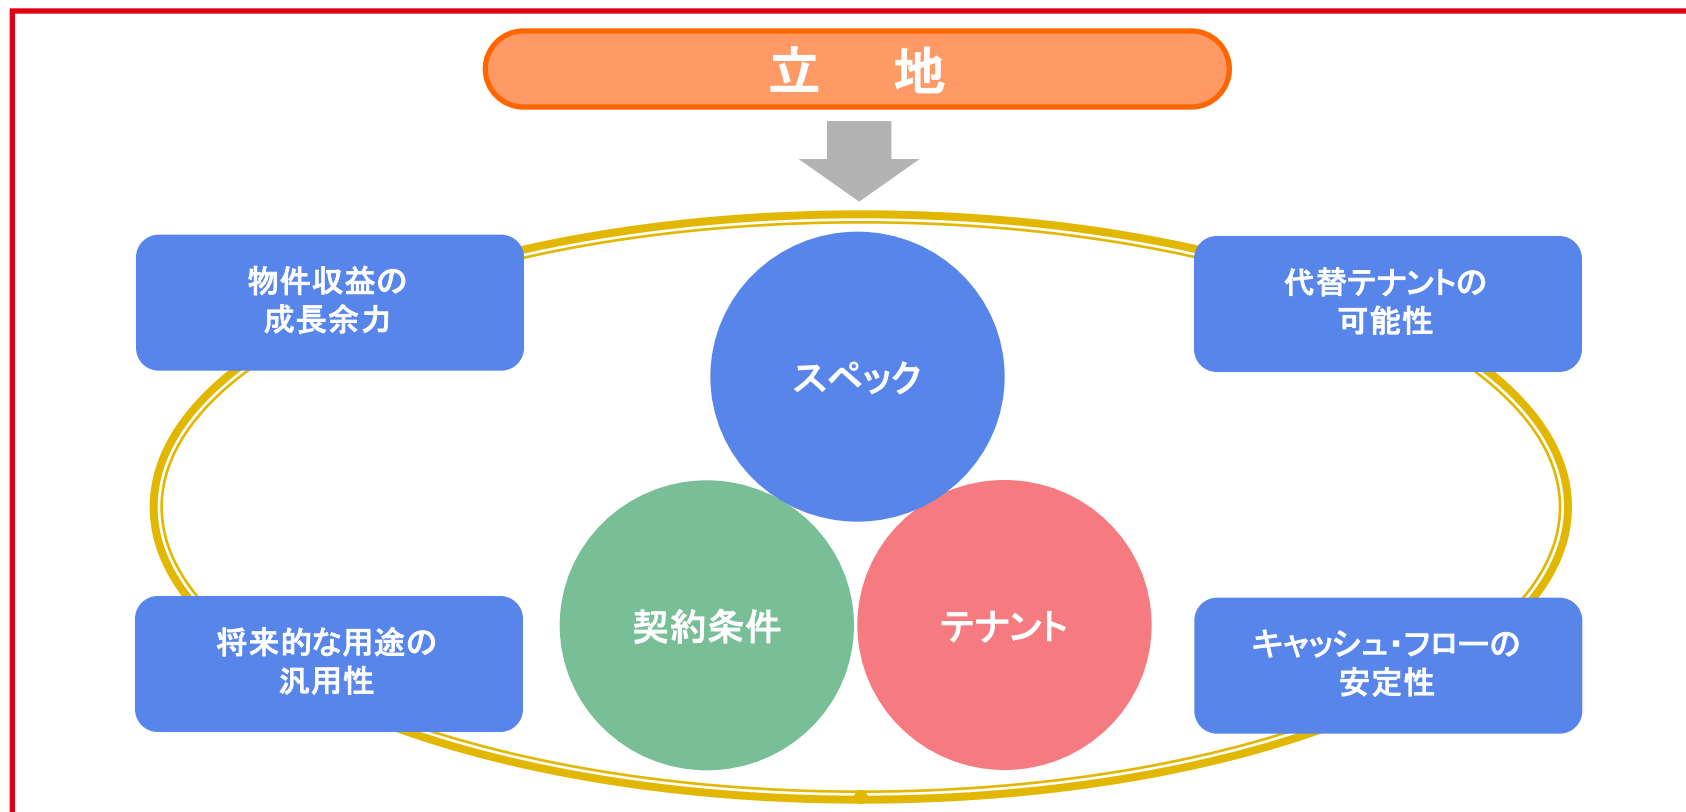 立 地
物件収益の
成長余力
代替テナントの
可能性
スペック
契約条件
テナント
将来的な用途の
汎用性
キャッシュ・フローの
安定性